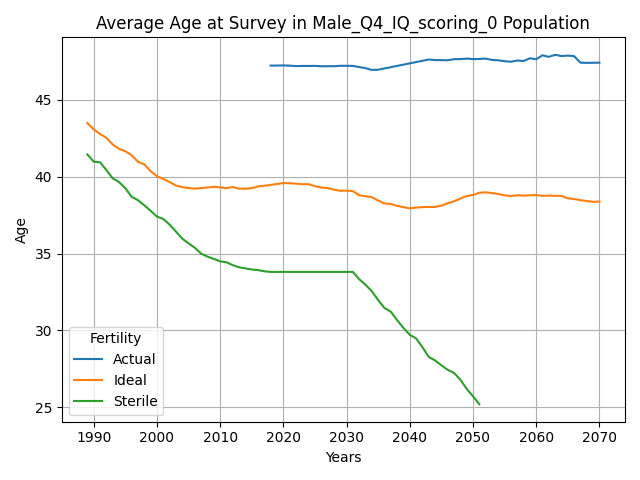 Average Age at Survey in Male_Q4_IQ_scoring_0 Population
Age
45
40
35
30
25
Fertility
Actual
Ideal
Sterile
1990 2000 2010 2020 2030 2040 2050 2060 2070
Years